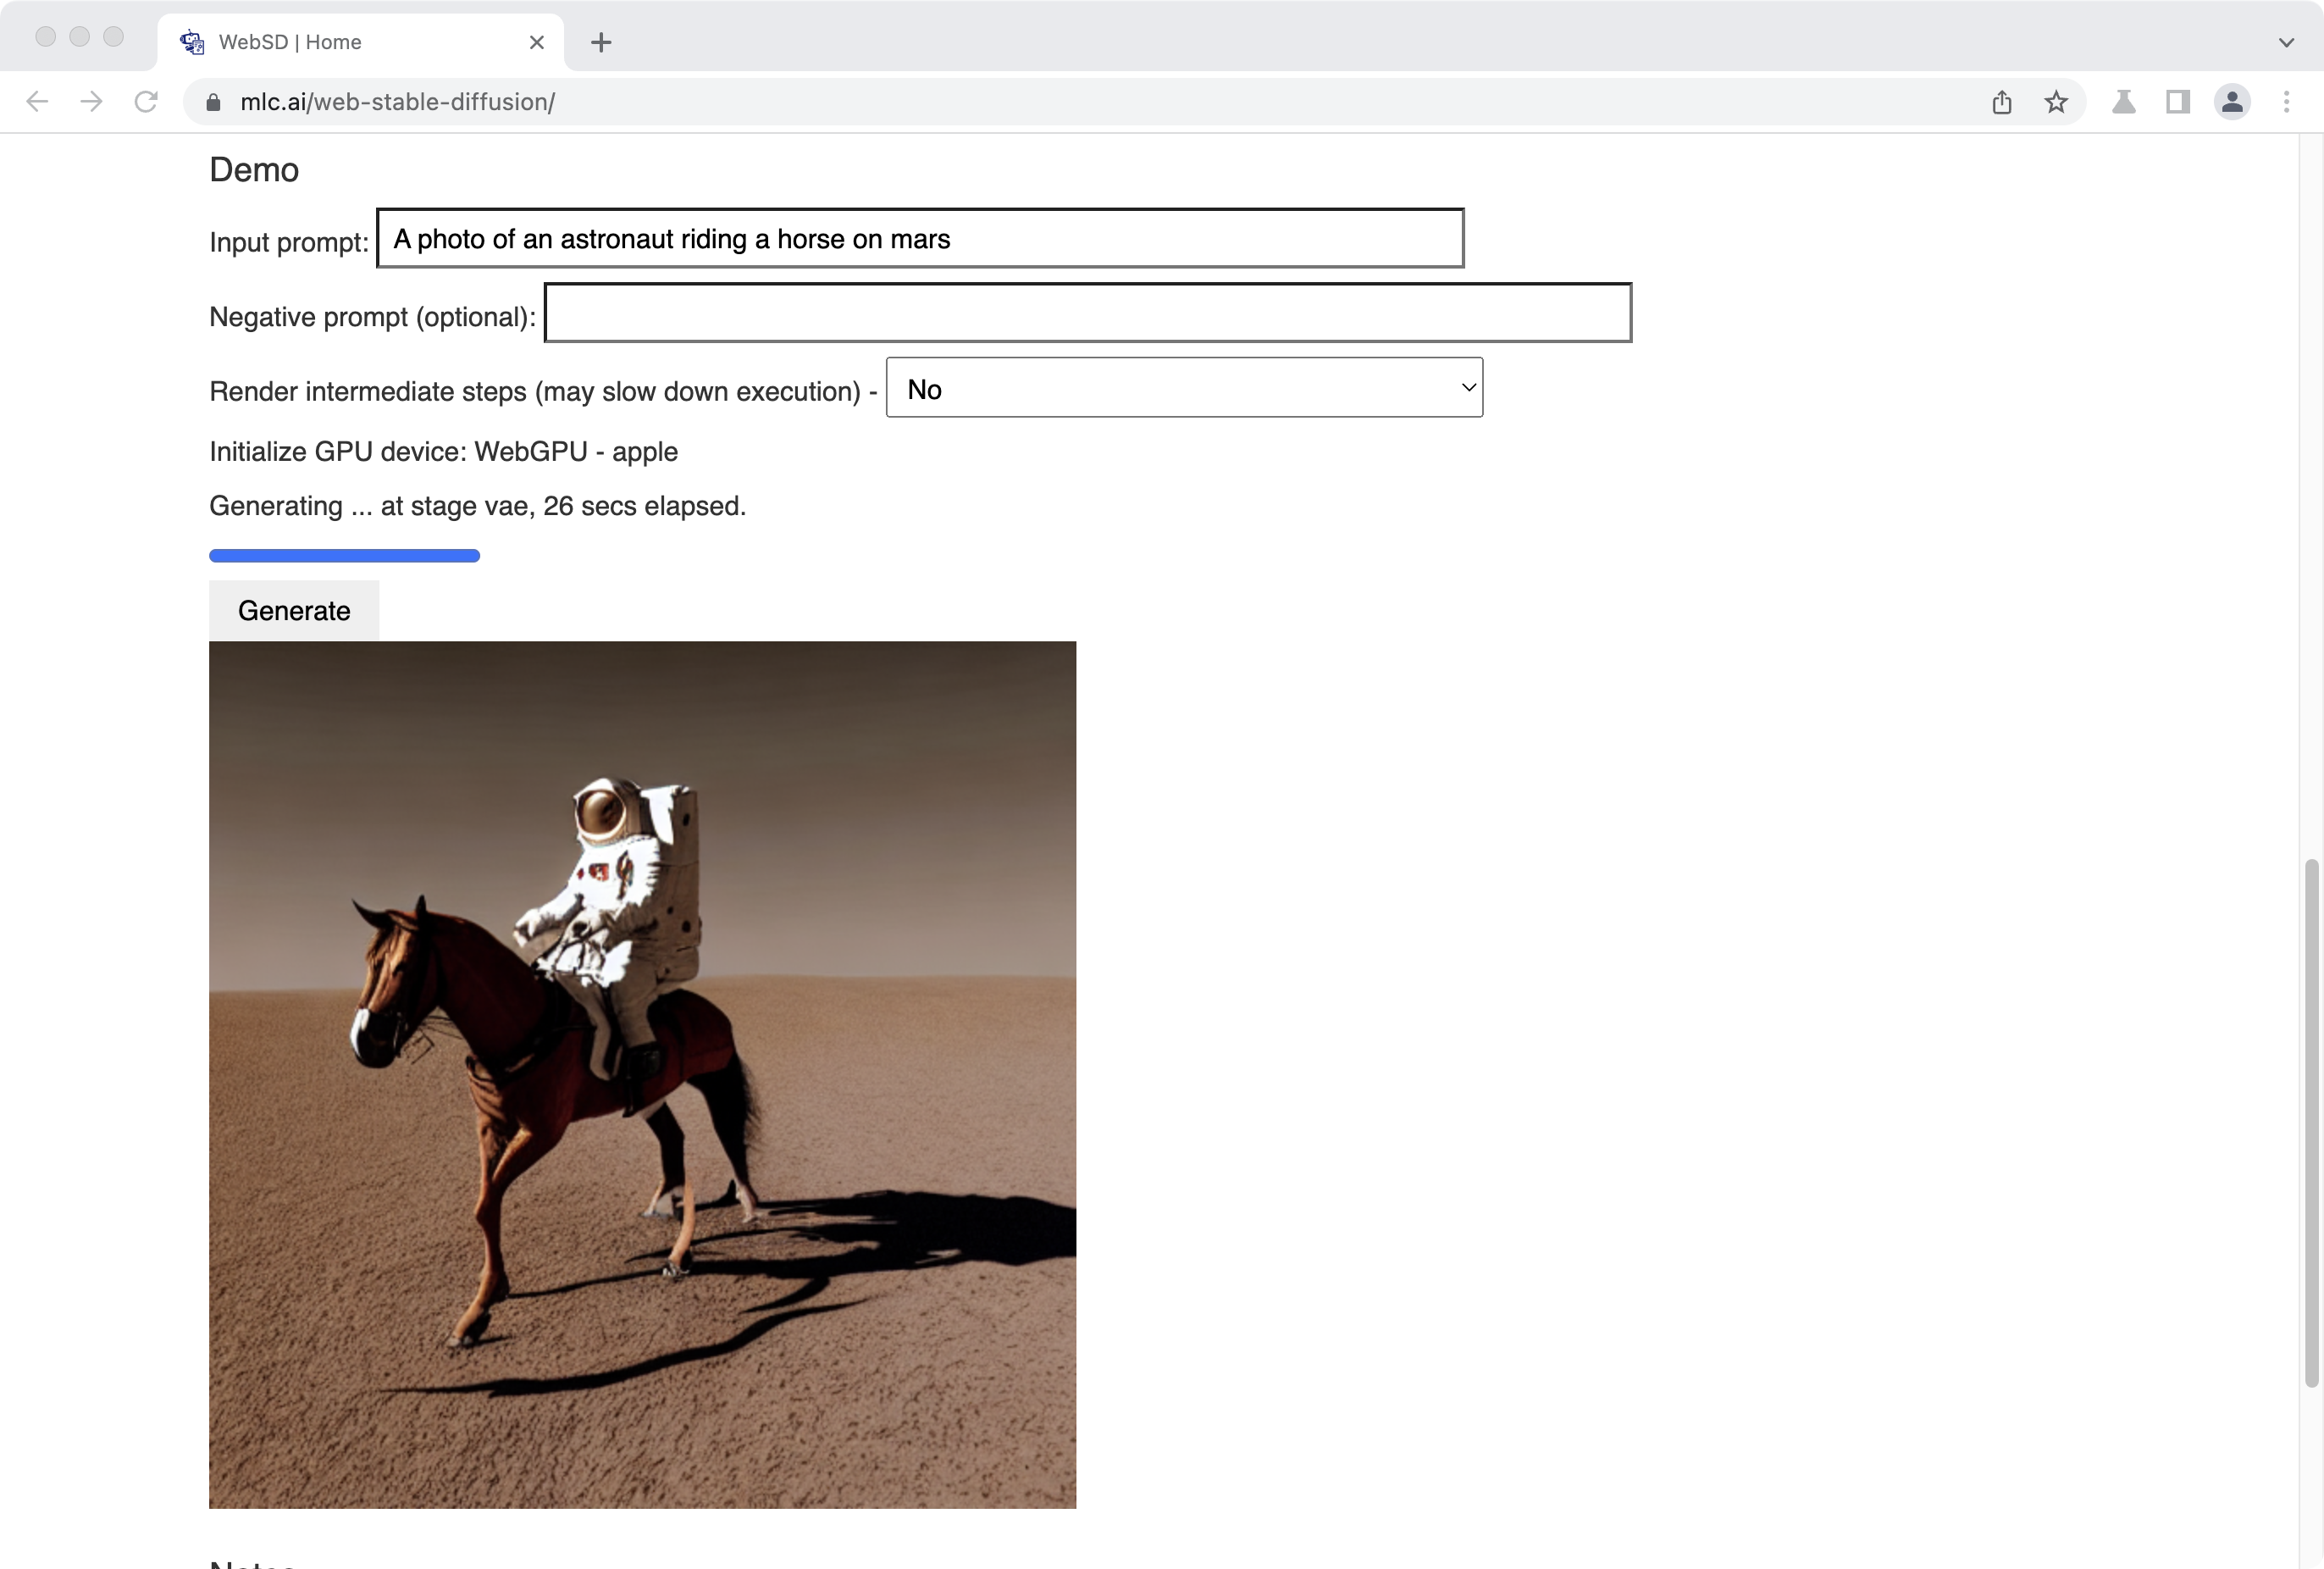 WebSD | Home
mlc.ai/web-stable-diffusion/
Demo
Input prompt: A photo of an astronaut riding a horse on mars
Negative prompt (optional):
Render intermediate steps (may slow down execution) - No
Initialize GPU device: WebGPU - apple
Generating ... at stage vae, 26 secs elapsed.
Generate
Notes